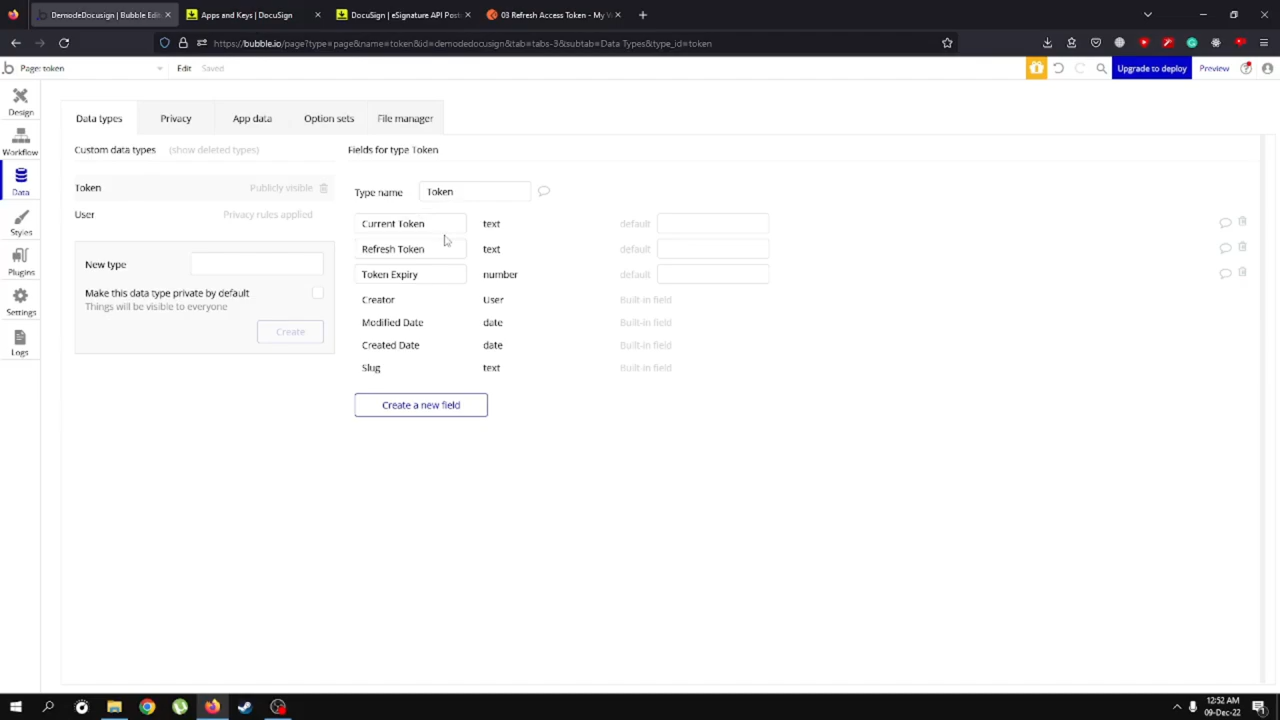 DemodeDocusign | Bubble Edit
Apps and Keys | DocuSign
DocuSign | eSignature API Post
03 Refresh Access Token - My
https://bubble.io/page?type=page&name=token&id=demodedocusign&tab=tabs-3&subtab=Data Types&type_id=token
Page: token
Edit
Saved
Upgrade to deploy
Preview
Design
Workflow
Data
Styles
Plugins
Settings
Logs
Data types
Privacy
App data
Option sets
File manager
Custom data types
(show deleted types)
Token
Publicly visible
User
Privacy rules applied
New type
Make this data type private by default
Things will be visible to everyone
Create
Fields for type Token
Type name
Token
Current Token
text
default
Refresh Token
text
default
Token Expiry
number
default
Creator
User
Built-in field
Modified Date
date
Built-in field
Created Date
date
Built-in field
Slug
text
Built-in field
Create a new field
12:52 AM
09-Dec-22